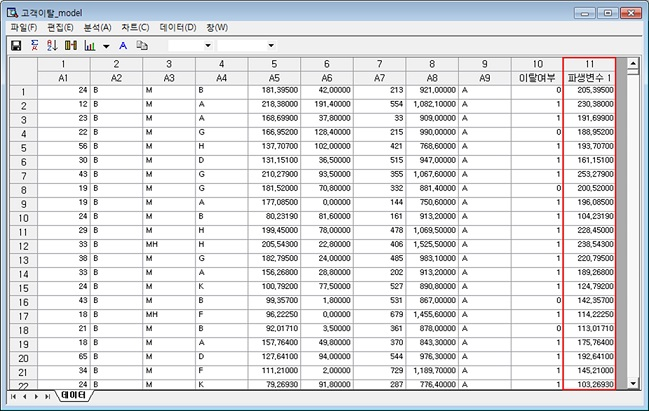 고객이탈_model
파일(F) 편집(E) 분석(A) 차트(C) 데이터(D) 창(W)
1 2 3 4 5 6 7 8 9 10 11
A1 A2 A3 A4 A5 A6 A7 A8 A9 이탈여부 파생변수 1
1 24 B M B 181,39500 42,00000 213 921,00000 A 0 205,39500
2 12 B M A 218,38000 191,40000 554 1,082,10000 A 1 230,38000
3 23 B M A 168,69900 37,80000 33 909,00000 A 1 191,69900
4 22 B M G 166,95200 128,40000 215 990,00000 A 0 188,95200
5 56 B M H 137,70700 102,00000 421 768,60000 A 1 193,70700
6 30 B M D 131,15100 36,50000 515 947,00000 A 1 161,15100
7 43 B M G 210,27900 93,50000 355 1,067,60000 A 1 253,27900
8 19 B M G 181,52000 70,80000 332 881,40000 A 0 200,52000
9 19 B M A 177,08500 0,00000 144 750,60000 A 1 196,08500
10 24 B M B 80,23190 81,60000 161 913,20000 A 1 104,23190
11 29 B M H 199,45000 78,00000 478 1,069,50000 A 1 228,45000
12 33 B MH H 205,54300 22,80000 406 1,525,50000 A 1 238,54300
13 38 B M G 182,79500 24,00000 485 983,10000 A 1 220,79500
14 33 B M A 156,26800 28,80000 202 913,20000 A 1 189,26800
15 24 B M K 100,79200 77,50000 527 890,80000 A 1 124,79200
16 43 B M B 99,35700 1,80000 531 867,00000 A 0 142,35700
17 18 B MH F 96,22250 0,00000 679 1,455,60000 A 1 114,22250
18 21 B M B 92,01710 3,50000 361 878,00000 A 0 113,01710
19 18 B M A 157,76400 49,80000 370 843,30000 A 1 175,76400
20 65 B M D 127,64100 94,00000 544 976,30000 A 1 192,64100
21 34 B M F 111,21000 2,00000 729 1,189,70000 A 1 145,21000
22 24 B M K 79,26930 91,80000 287 776,40000 A 1 103,26930
데이터